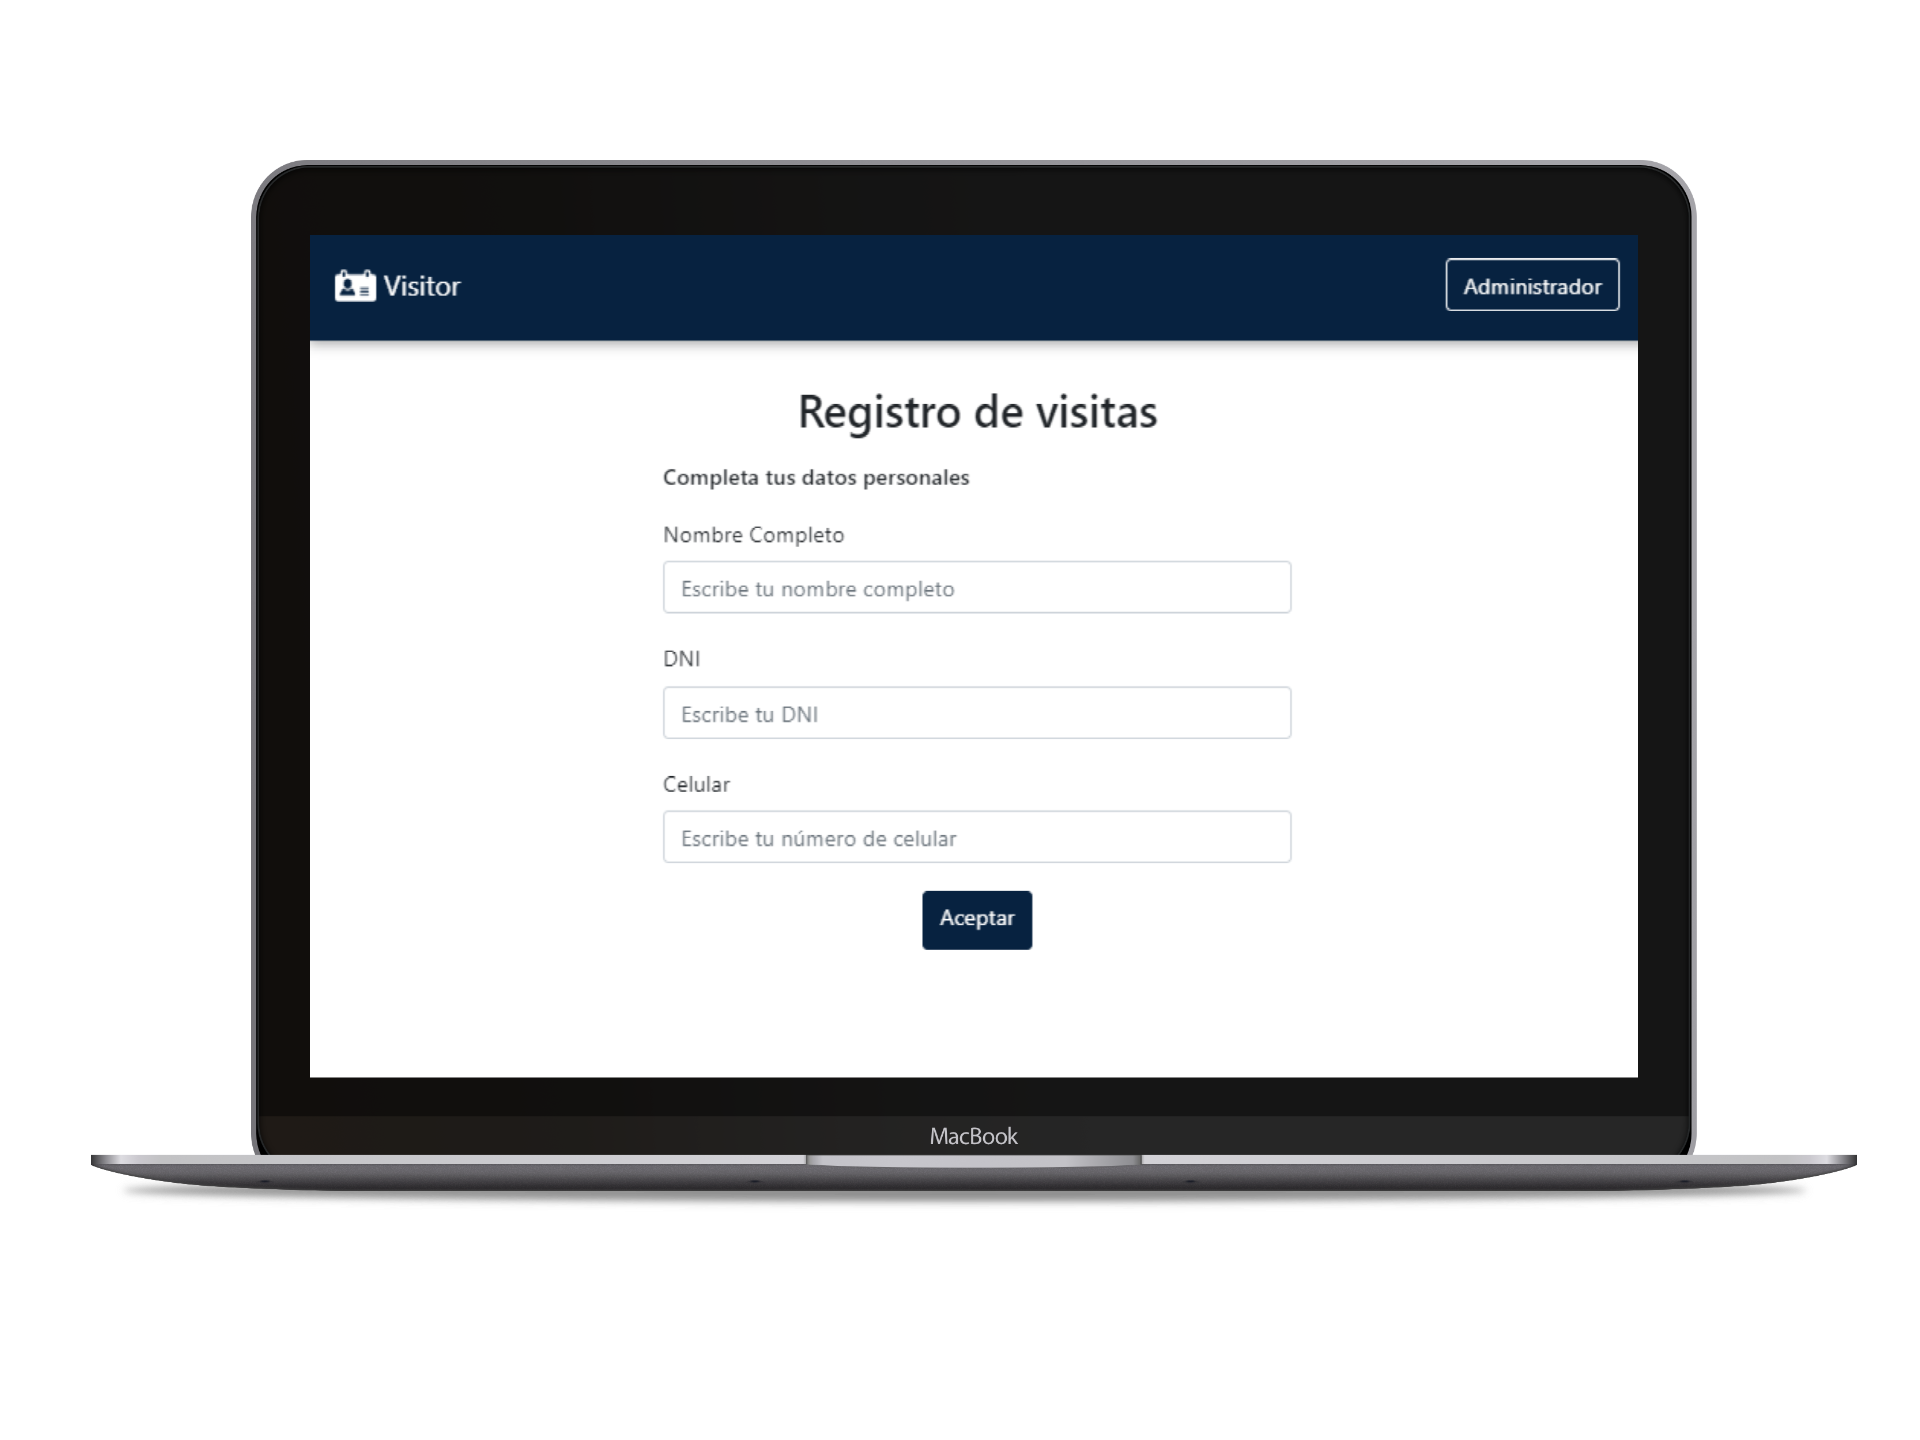 Visitor
Administrador
Registro de visitas
Completa tus datos personales
Nombre Completo
Escribe tu nombre completo
DNI
Escribe tu DNI
Celular
Escribe tu número de celular
Aceptar
MacBook